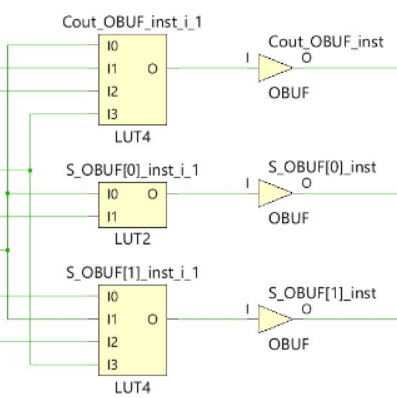 Cout_OBUF_inst_i_1
I0
I1 O
I2
I3
LUT4
Cout_OBUF_inst
I O
OBUF
S_OBUF[0]_inst_i_1
I0 O
I1
LUT2
S_OBUF[0]_inst
I O
OBUF
S_OBUF[1]_inst_i_1
I0
I1 O
I2
I3
LUT4
S_OBUF[1]_inst
I O
OBUF